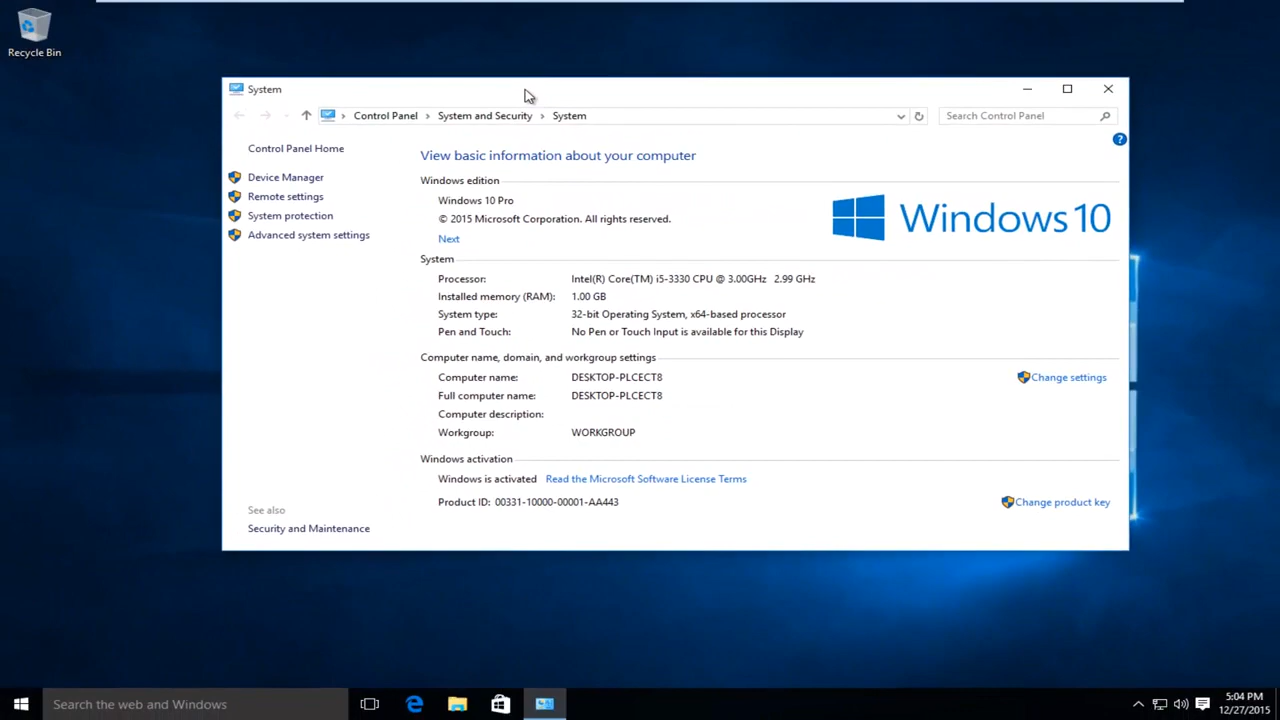 Recycle Bin
System
Control Panel System and Security System
Search Control Panel
Control Panel Home
Device Manager
Remote settings
System protection
Advanced system settings
See also
Security and Maintenance
?
View basic information about your computer
Windows edition
Windows 10 Pro
© 2015 Microsoft Corporation. All rights reserved.
Next
Windows 10
System
Processor: Intel(R) Core(TM) i5-3330 CPU @ 3.00GHz 2.99 GHz
Installed memory (RAM): 1.00 GB
System type: 32-bit Operating System, x64-based processor
Pen and Touch: No Pen or Touch Input is available for this Display
Computer name, domain, and workgroup settings
Computer name: DESKTOP-PLCECT8 Change settings
Full computer name: DESKTOP-PLCECT8
Computer description:
Workgroup: WORKGROUP
Windows activation
Windows is activated Read the Microsoft Software License Terms
Product ID: 00331-10000-00001-AA443 Change product key
Search the web and Windows
5:04 PM
12/27/2015